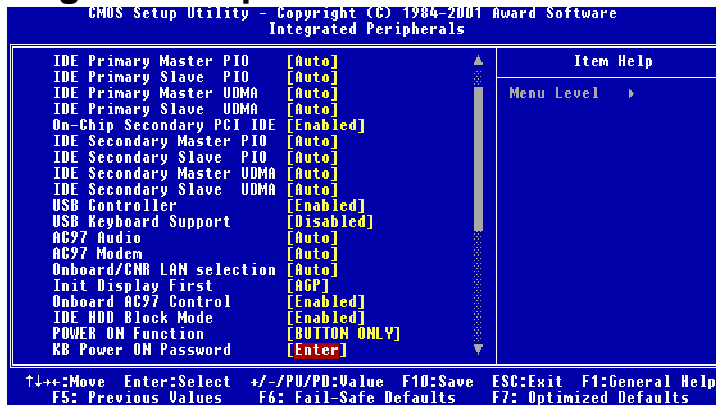 CMOS Setup Utility - Copyright (C) 1984-2001 Award Software
Integrated Peripherals
IDE Primary Master PIO [Auto]
IDE Primary Slave PIO [Auto]
IDE Primary Master UDMA [Auto]
IDE Primary Slave UDMA [Auto]
On-Chip Secondary PCI IDE [Enabled]
IDE Secondary Master PIO [Auto]
IDE Secondary Slave PIO [Auto]
IDE Secondary Master UDMA [Auto]
IDE Secondary Slave UDMA [Auto]
USB Controller [Enabled]
USB Keyboard Support [Disabled]
AC97 Audio [Auto]
AC97 Modem [Auto]
Onboard/CNR LAN selection [Auto]
Init Display First [AGP]
Onboard AC97 Control [Enabled]
IDE HDD Block Mode [Enabled]
POWER ON Function [BUTTON ONLY]
KB Power ON Password [Enter]
Item Help
Menu Level ▸
↑↓→←:Move Enter:Select +/-/PU/PD:Value F10:Save ESC:Exit F1:General Help
F5: Previous Values F6: Fail-Safe Defaults F7: Optimized Defaults